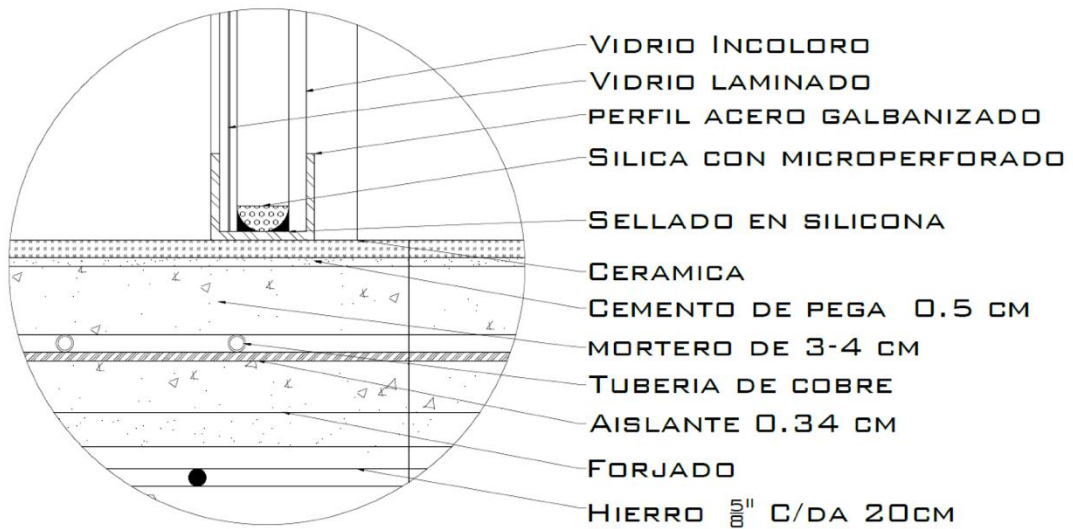 VIDRIO INCOLORO
VIDRIO LAMINADO
PERFIL ACERO GALBANIZADO
SILICA CON MICROPERFORADO
SELLADO EN SILICONA
CERAMICA
CEMENTO DE PEGA 0.5 CM
MORTERO DE 3-4 CM
TUBERIA DE COBRE
AISLANTE 0.34 CM
FORJADO
HIERRO 5/8" C/DA 20CM